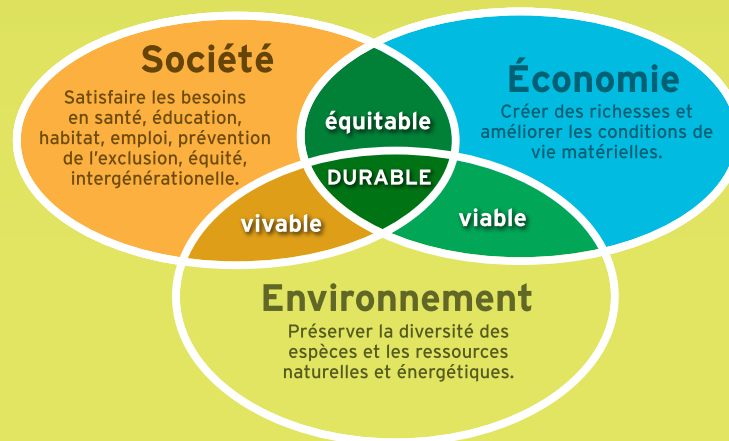 Société
Satisfaire les besoins
en santé, éducation,
habitat, emploi, prévention
de l'exclusion, équité,
intergénérationelle.
Économie
Créer des richesses et
améliorer les conditions de
vie matérielles.
équitable
DURABLE
vivable
viable
Environnement
Préserver la diversité des
espèces et les ressources
naturelles et énergétiques.